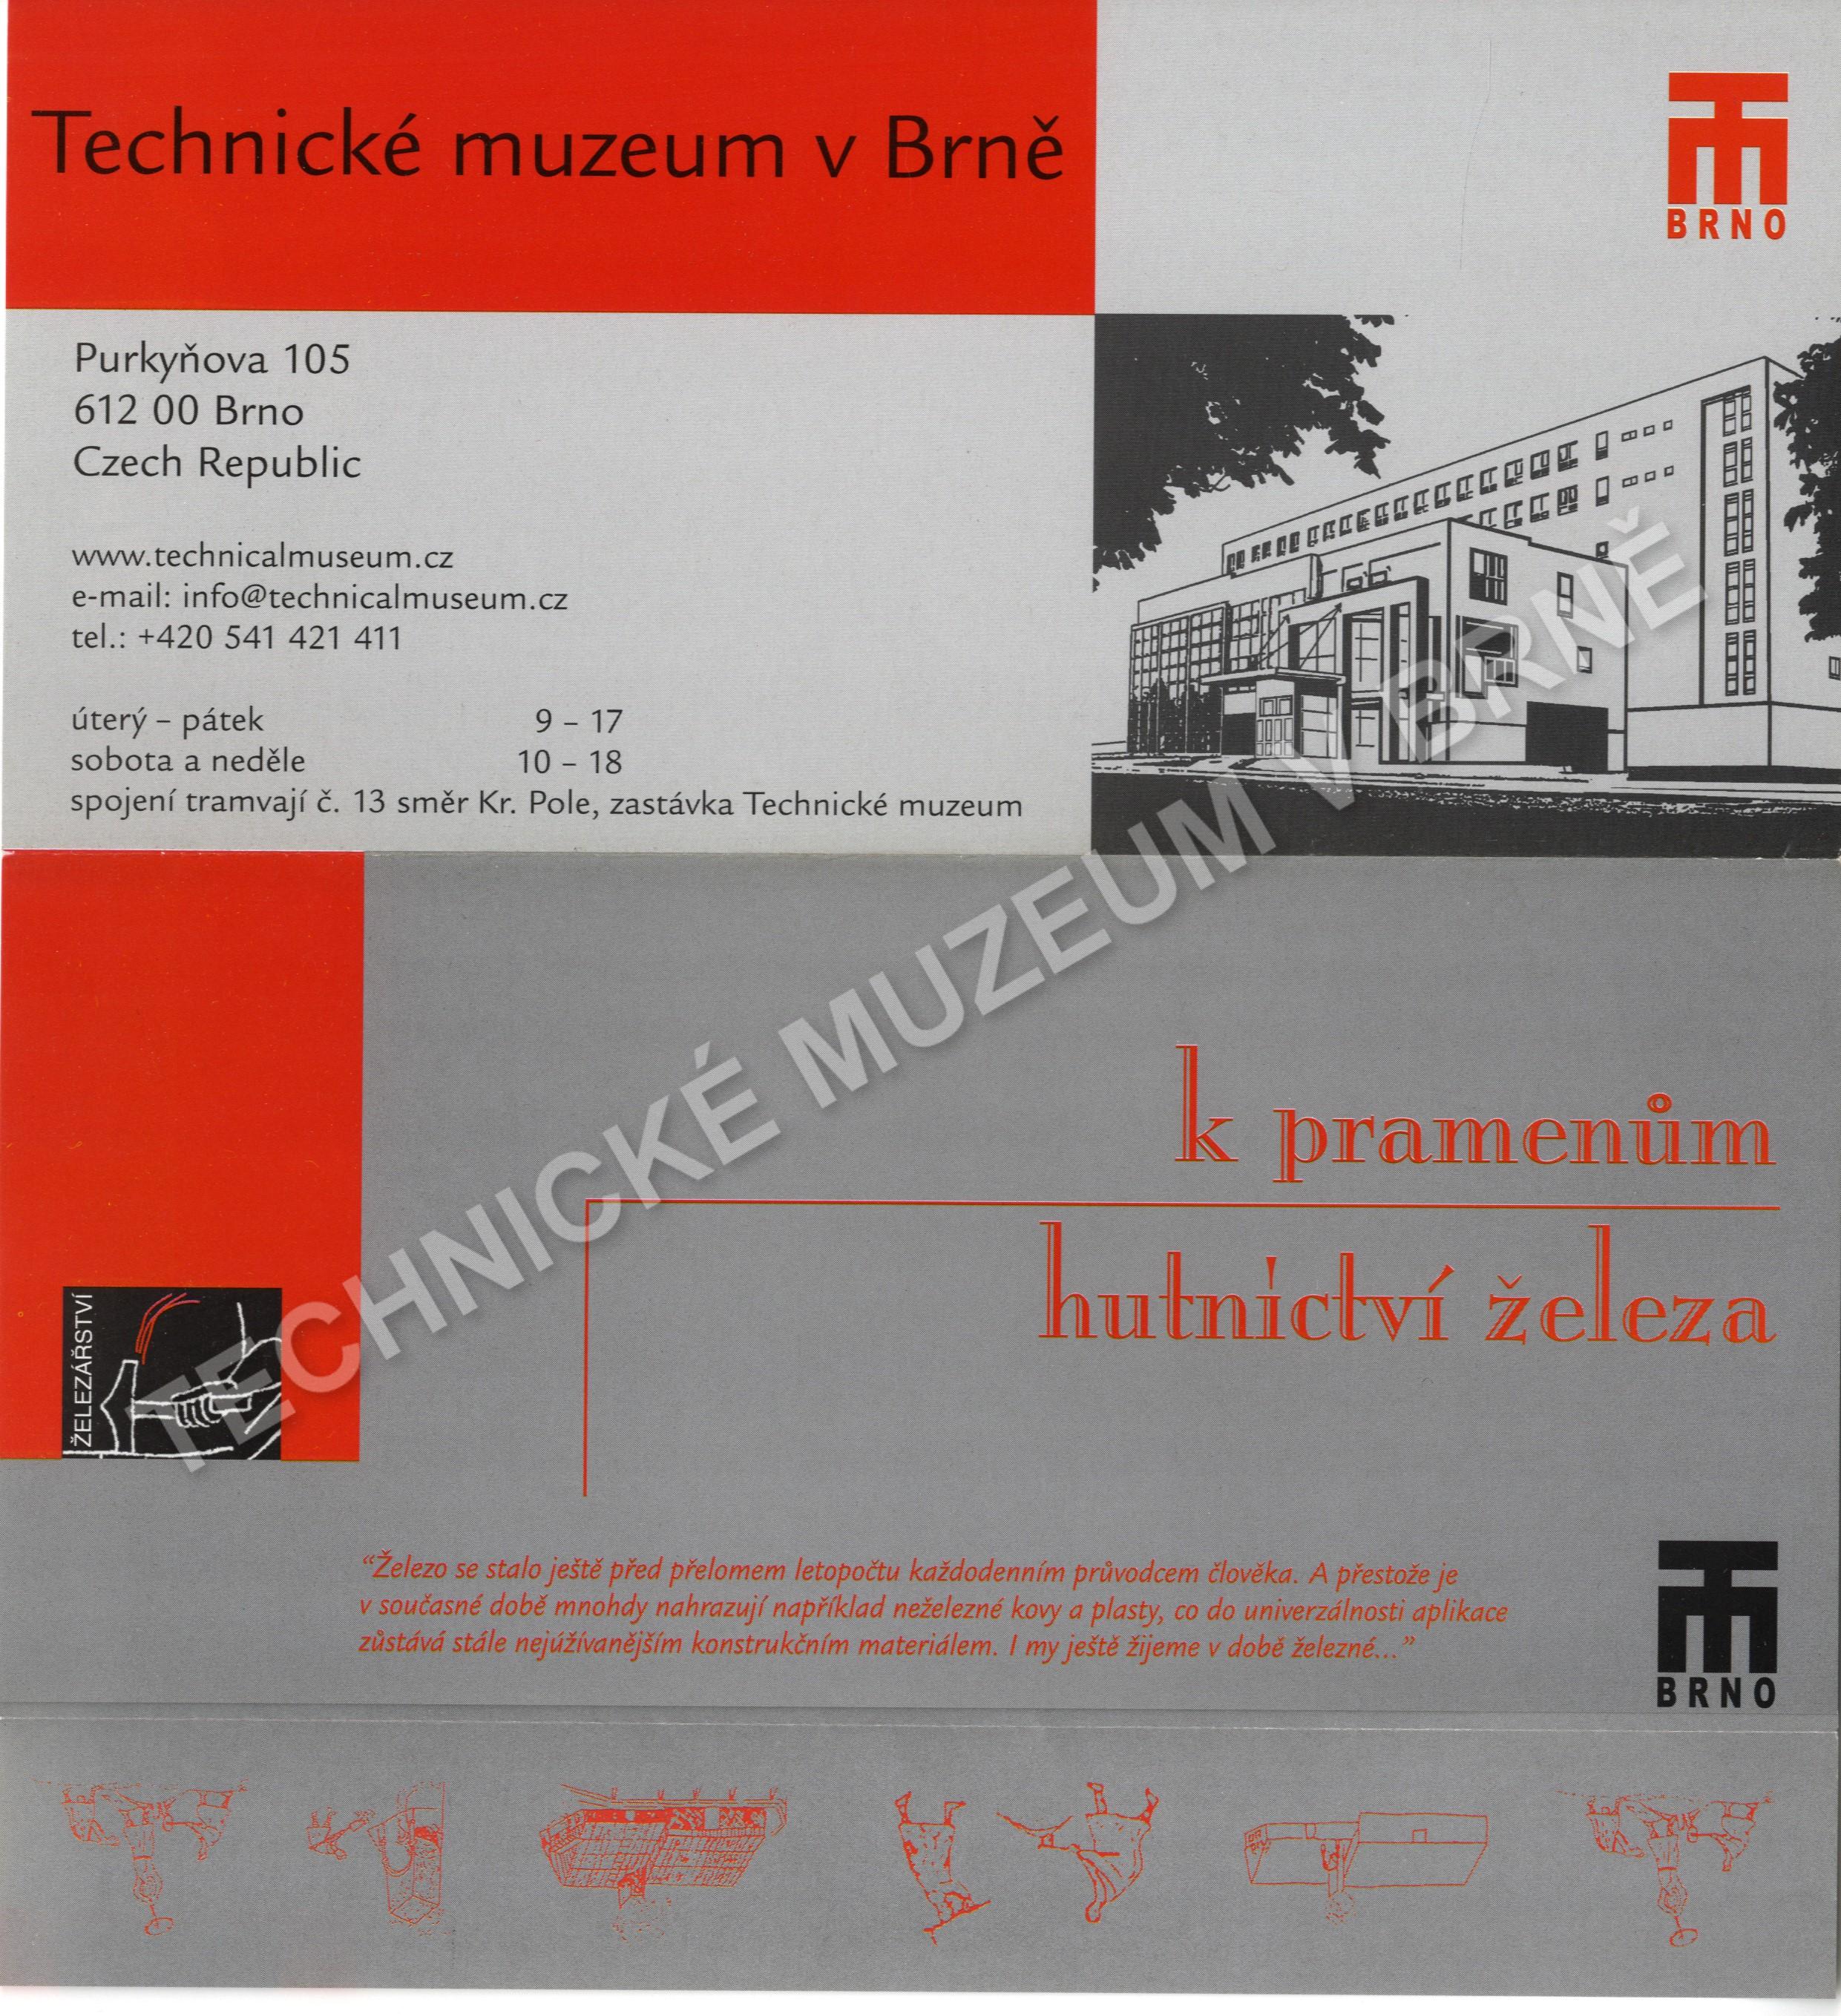 Technické muzeum v Brně
BRNO
Purkyňova 105
612 00 Brno
Czech Republic
www.technicalmuseum.cz
e-mail: info@technicalmuseum.cz
tel.: +420 541 421 411
úterý – pátek 9 – 17
sobota a neděle 10 – 18
spojení tramvají č. 13 směr Kr. Pole, zastávka Technické muzeum
TECHNICKÉ MUZEUM V BRNĚ
k pramenům
hutnictví železa
ŽELEZÁŘSTVÍ
“Železo se stalo ještě před přelomem letopočtu každodenním průvodcem člověka. A přestože je
v současné době mnohdy nahrazují například neželezné kovy a plasty, co do univerzálnosti aplikace
zůstává stále nejúžívanějším konstrukčním materiálem. I my ještě žijeme v době železné...”
BRNO